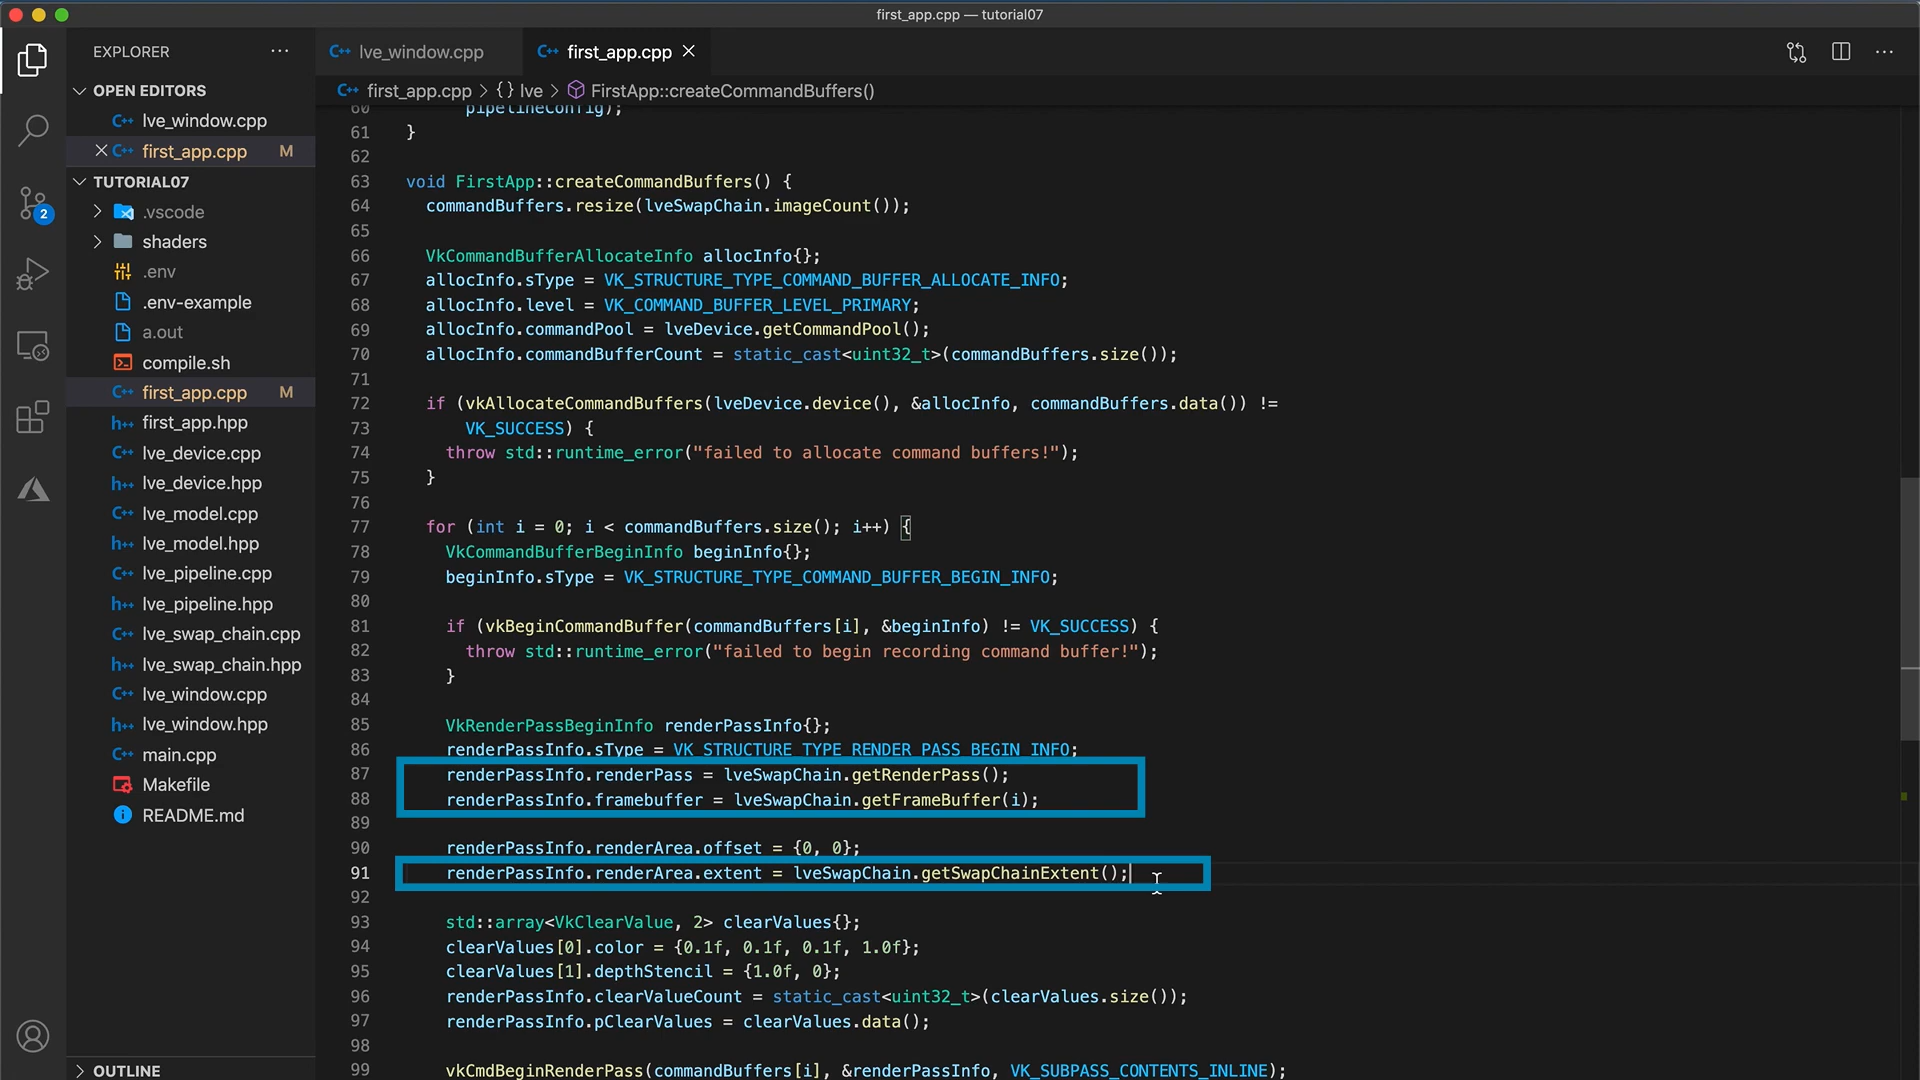 first_app.cpp — tutorial07
EXPLORER
OPEN EDITORS
lve_window.cpp
first_app.cpp M
TUTORIAL07
.vscode
shaders
.env
.env-example
a.out
compile.sh
first_app.cpp M
first_app.hpp
lve_device.cpp
lve_device.hpp
lve_model.cpp
lve_model.hpp
lve_pipeline.cpp
lve_pipeline.hpp
lve_swap_chain.cpp
lve_swap_chain.hpp
lve_window.cpp
lve_window.hpp
main.cpp
Makefile
README.md
OUTLINE
2
lve_window.cpp
first_app.cpp
first_app.cpp > {} lve > FirstApp::createCommandBuffers()
60 pipelineConfig);
61 }
62
63 void FirstApp::createCommandBuffers() {
64 commandBuffers.resize(lveSwapChain.imageCount());
65
66 VkCommandBufferAllocateInfo allocInfo{};
67 allocInfo.sType = VK_STRUCTURE_TYPE_COMMAND_BUFFER_ALLOCATE_INFO;
68 allocInfo.level = VK_COMMAND_BUFFER_LEVEL_PRIMARY;
69 allocInfo.commandPool = lveDevice.getCommandPool();
70 allocInfo.commandBufferCount = static_cast<uint32_t>(commandBuffers.size());
71
72 if (vkAllocateCommandBuffers(lveDevice.device(), &allocInfo, commandBuffers.data()) !=
73 VK_SUCCESS) {
74 throw std::runtime_error("failed to allocate command buffers!");
75 }
76
77 for (int i = 0; i < commandBuffers.size(); i++) {
78 VkCommandBufferBeginInfo beginInfo{};
79 beginInfo.sType = VK_STRUCTURE_TYPE_COMMAND_BUFFER_BEGIN_INFO;
80
81 if (vkBeginCommandBuffer(commandBuffers[i], &beginInfo) != VK_SUCCESS) {
82 throw std::runtime_error("failed to begin recording command buffer!");
83 }
84
85 VkRenderPassBeginInfo renderPassInfo{};
86 renderPassInfo.sType = VK_STRUCTURE_TYPE_RENDER_PASS_BEGIN_INFO;
87 renderPassInfo.renderPass = lveSwapChain.getRenderPass();
88 renderPassInfo.framebuffer = lveSwapChain.getFrameBuffer(i);
89
90 renderPassInfo.renderArea.offset = {0, 0};
91 renderPassInfo.renderArea.extent = lveSwapChain.getSwapChainExtent();
92
93 std::array<VkClearValue, 2> clearValues{};
94 clearValues[0].color = {0.1f, 0.1f, 0.1f, 1.0f};
95 clearValues[1].depthStencil = {1.0f, 0};
96 renderPassInfo.clearValueCount = static_cast<uint32_t>(clearValues.size());
97 renderPassInfo.pClearValues = clearValues.data();
98
99 vkCmdBeginRenderPass(commandBuffers[i], &renderPassInfo, VK_SUBPASS_CONTENTS_INLINE);